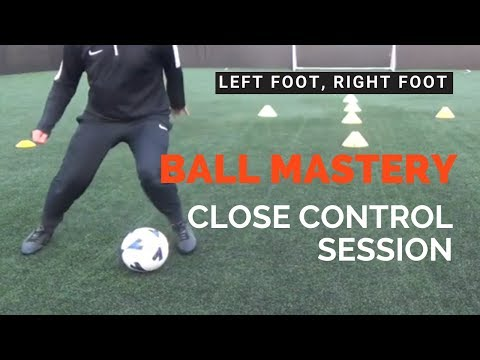 LEFT FOOT, RIGHT FOOT
BALL MASTERY
CLOSE CONTROL
SESSION